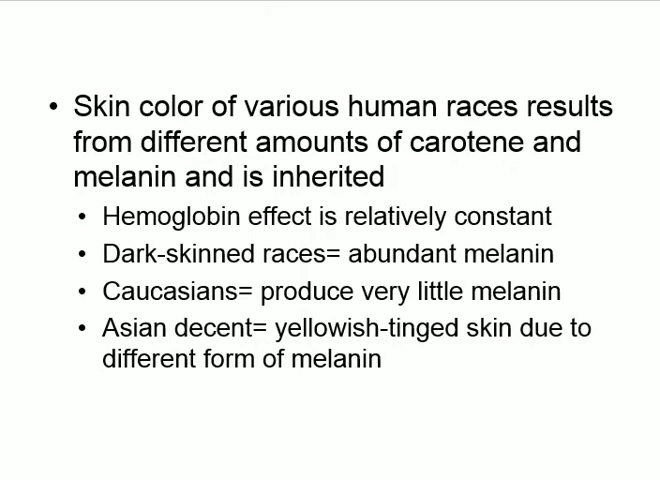 • Skin color of various human races results
from different amounts of carotene and
melanin and is inherited
• Hemoglobin effect is relatively constant
• Dark-skinned races= abundant melanin
• Caucasians= produce very little melanin
• Asian decent= yellowish-tinged skin due to
different form of melanin